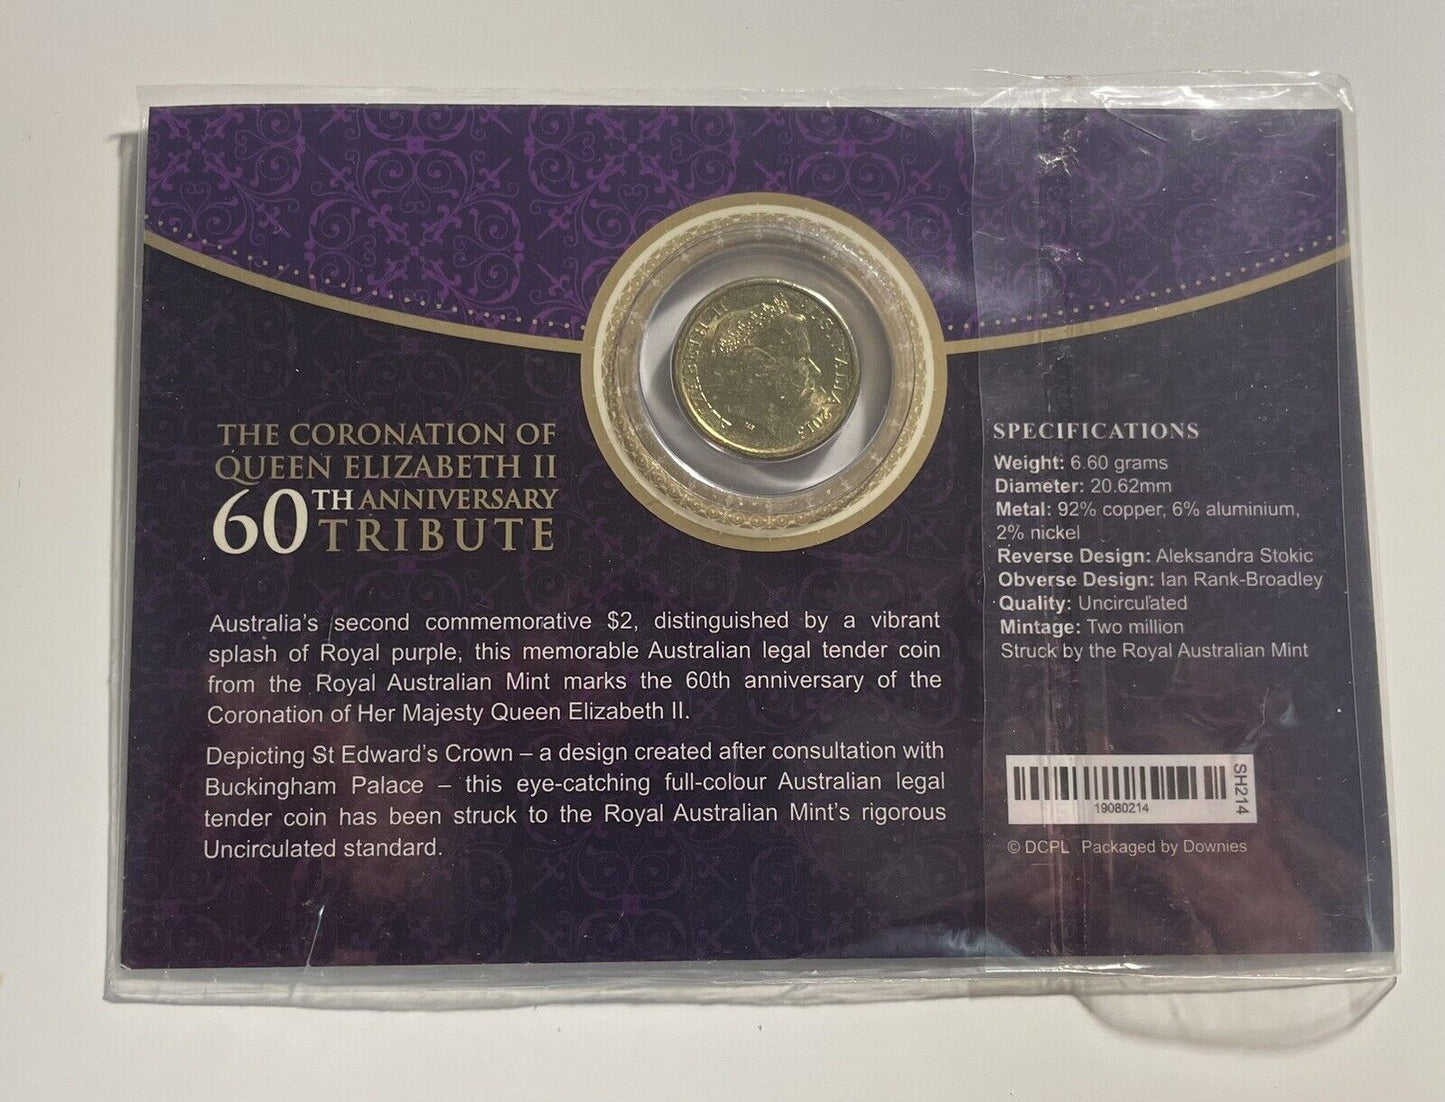 THE CORONATION OF
QUEEN ELIZABETH II
60TH ANNIVERSARY
TRIBUTE
Australia's second commemorative $2, distinguished by a vibrant
splash of Royal purple, this memorable Australian legal tender coin
from the Royal Australian Mint marks the 60th anniversary of the
Coronation of Her Majesty Queen Elizabeth II.
Depicting St Edward's Crown – a design created after consultation with
Buckingham Palace – this eye-catching full-colour Australian legal
tender coin has been struck to the Royal Australian Mint's rigorous
Uncirculated standard.
ELIZABETH II AUSTRALIA 2013
SPECIFICATIONS
Weight: 6.60 grams
Diameter: 20.62mm
Metal: 92% copper, 6% aluminium,
2% nickel
Reverse Design: Aleksandra Stokic
Obverse Design: Ian Rank-Broadley
Quality: Uncirculated
Mintage: Two million
Struck by the Royal Australian Mint
19080214
SH214
© DCPL Packaged by Downies